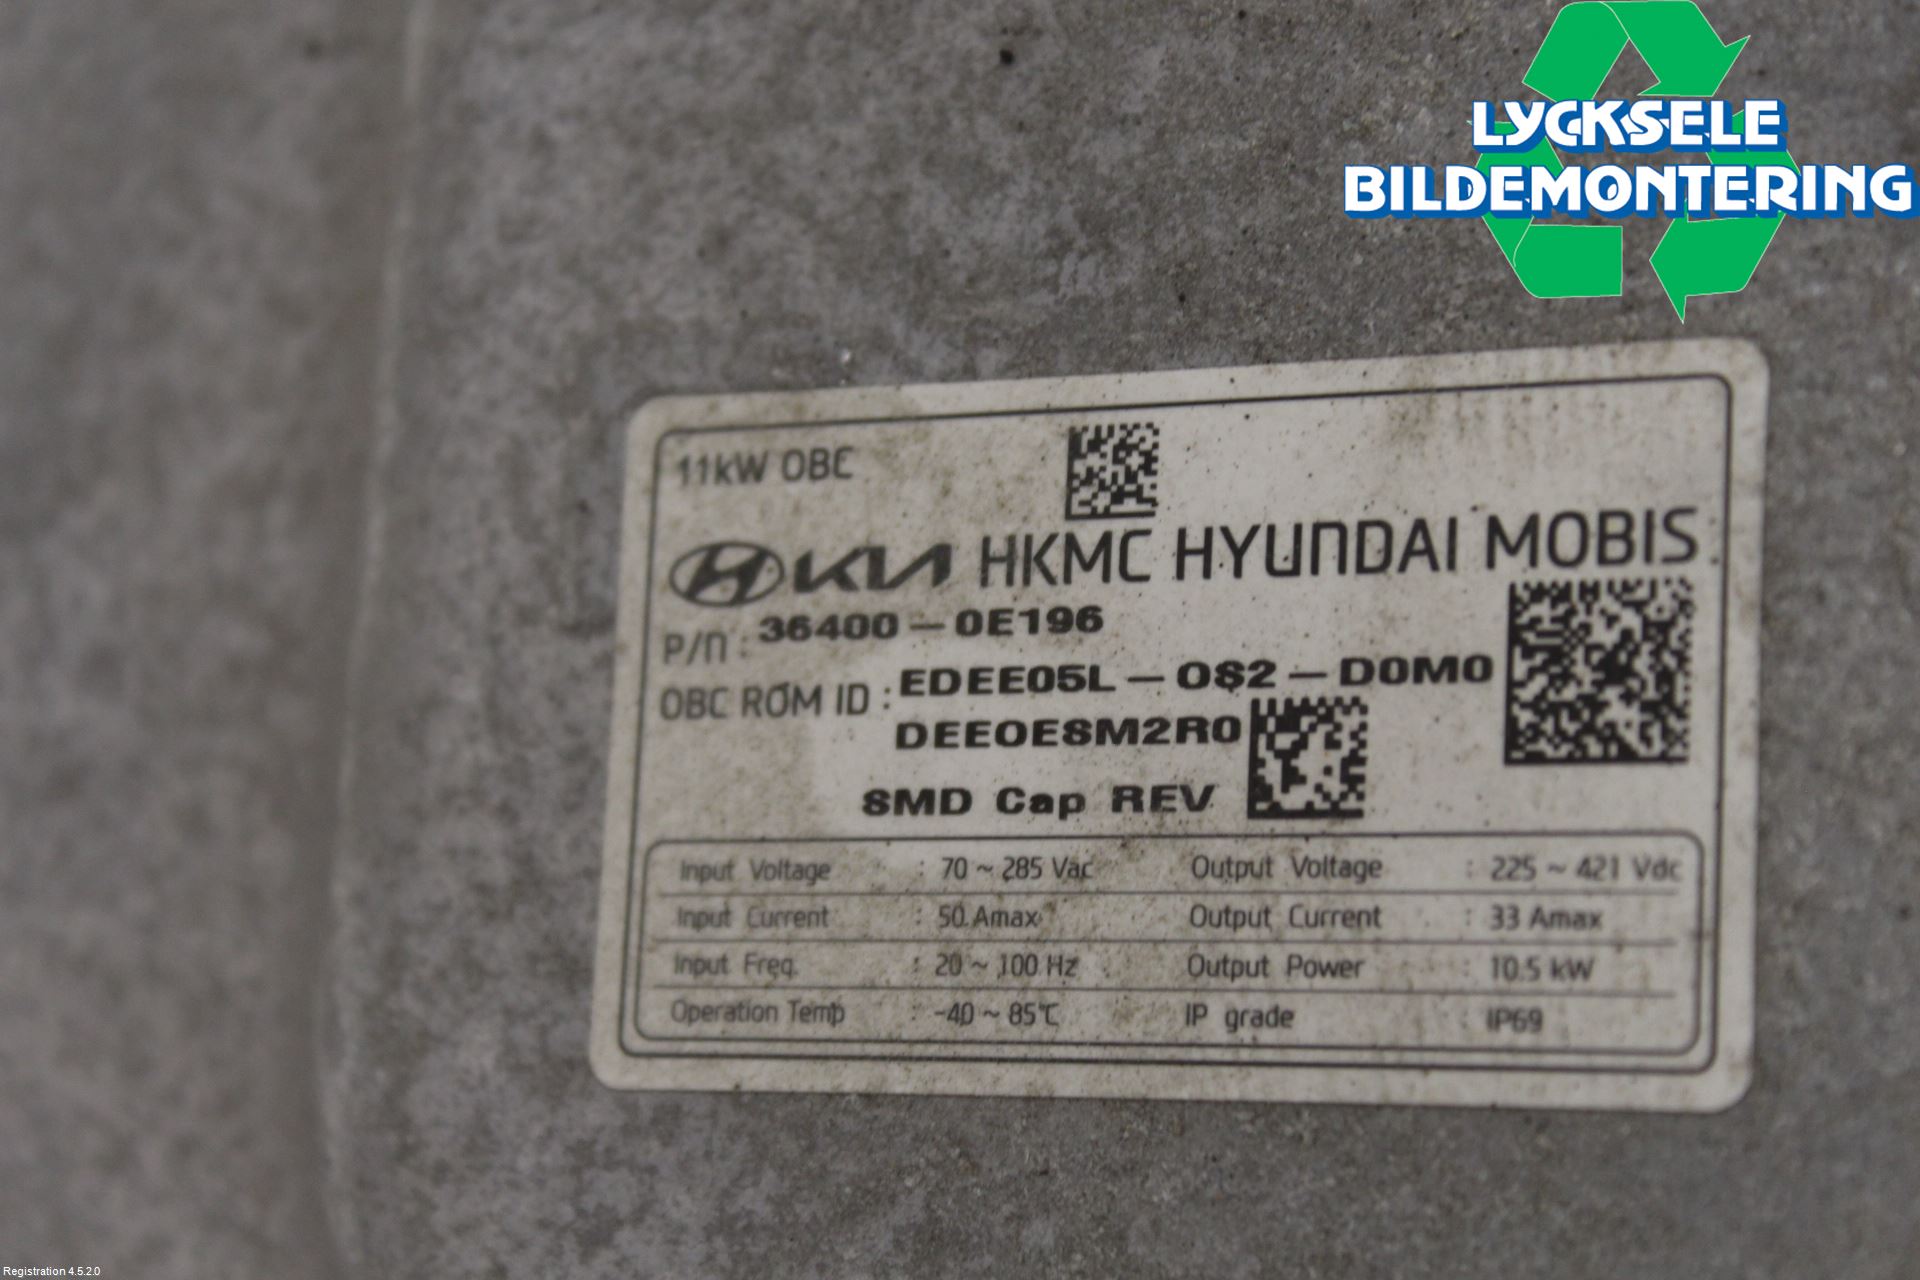 LYCKSELE
BILDEMONTERING
11kW OBC
KIA HKMC HYUNDAI MOBIS
P/N : 36400-0E196
OBC ROM ID : EDEE05L-OS2-D0M0
DEEOESM2R0
SMD Cap REV
Input Voltage : 70 ~ 285 Vac Output Voltage : 225 ~ 421 Vdc
Input Current : 50 Amax Output Current : 33 Amax
Input Freq. : 20 ~ 100 Hz Output Power : 10.5 kW
Operation Temp : -40 ~ 85℃ IP grade : IP69
Registration 4.5.2.0